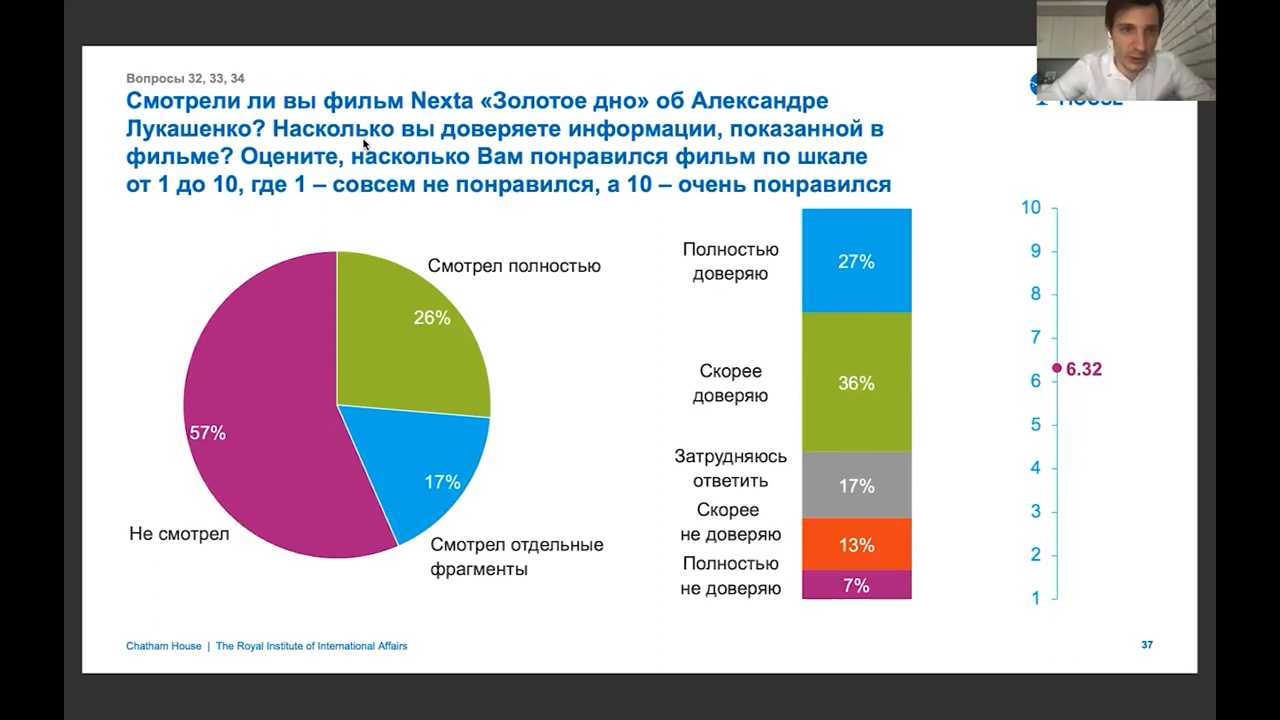 Вопросы 32, 33, 34
Смотрели ли вы фильм Nexta «Золотое дно» об Александре
Лукашенко? Насколько вы доверяете информации, показанной в
фильме? Оцените, насколько Вам понравился фильм по шкале
от 1 до 10, где 1 – совсем не понравился, а 10 – очень понравился
HOUSE
Смотрел полностью
26%
57%
17%
Не смотрел
Смотрел отдельные
фрагменты
Полностью
доверяю
27%
Скорее
доверяю
36%
Затрудняюсь
ответить
17%
Скорее
не доверяю
13%
Полностью
не доверяю
7%
10
9
8
7
6.32
6
5
4
3
2
1
Chatham House | The Royal Institute of International Affairs
37